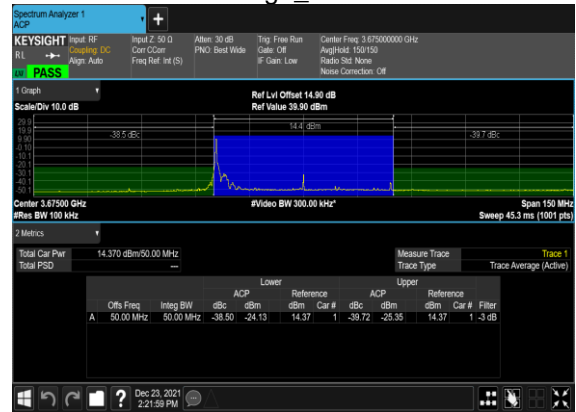 Spectrum Analyzer 1
ACP
KEYSIGHT Input: RF Input Z: 50 Ω Atten: 30 dB Trig: Free Run Center Freq: 3.675000000 GHz
RL Coupling: DC Corr CCorr PNO: Best Wide Gate: Off Avg|Hold: 150/150
Align: Auto Freq Ref: Int (S) IF Gain: Low Radio Std: None
PASS Noise Correction: Off
1 Graph
Ref Lvl Offset 14.90 dB
Scale/Div 10.0 dB Ref Value 39.90 dBm
29.9
19.9
9.90
-0.10
-10.1
-20.1
-30.1
-40.1
-50.1
-38.5 dBc 14.4 dBm -39.7 dBc
Center 3.67500 GHz #Video BW 300.00 kHz* Span 150 MHz
#Res BW 100 kHz Sweep 45.3 ms (1001 pts)
2 Metrics
Total Car Pwr 14.370 dBm/50.00 MHz Measure Trace Trace 1
Total PSD --- Trace Type Trace Average (Active)
Lower Upper
ACP Reference ACP Reference
Offs Freq Integ BW dBc dBm dBm Car # dBc dBm dBm Car # Filter
A 50.00 MHz 50.00 MHz -38.50 -24.13 14.37 1 -39.72 -25.35 14.37 1 -3 dB
? Dec 23, 2021
2:21:59 PM